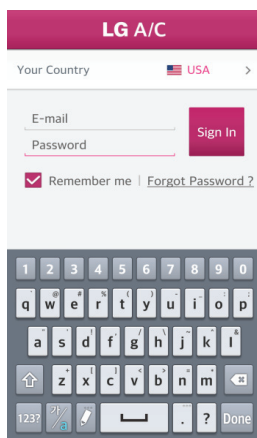 LG A/C
Your Country USA >
E-mail
Password
Sign In
Remember me | Forgot Password ?
1 2 3 4 5 6 7 8 9 0
q w e r t y u i o p
a s d f g h j k l
z x c v b n m
123? 가/a . ? Done